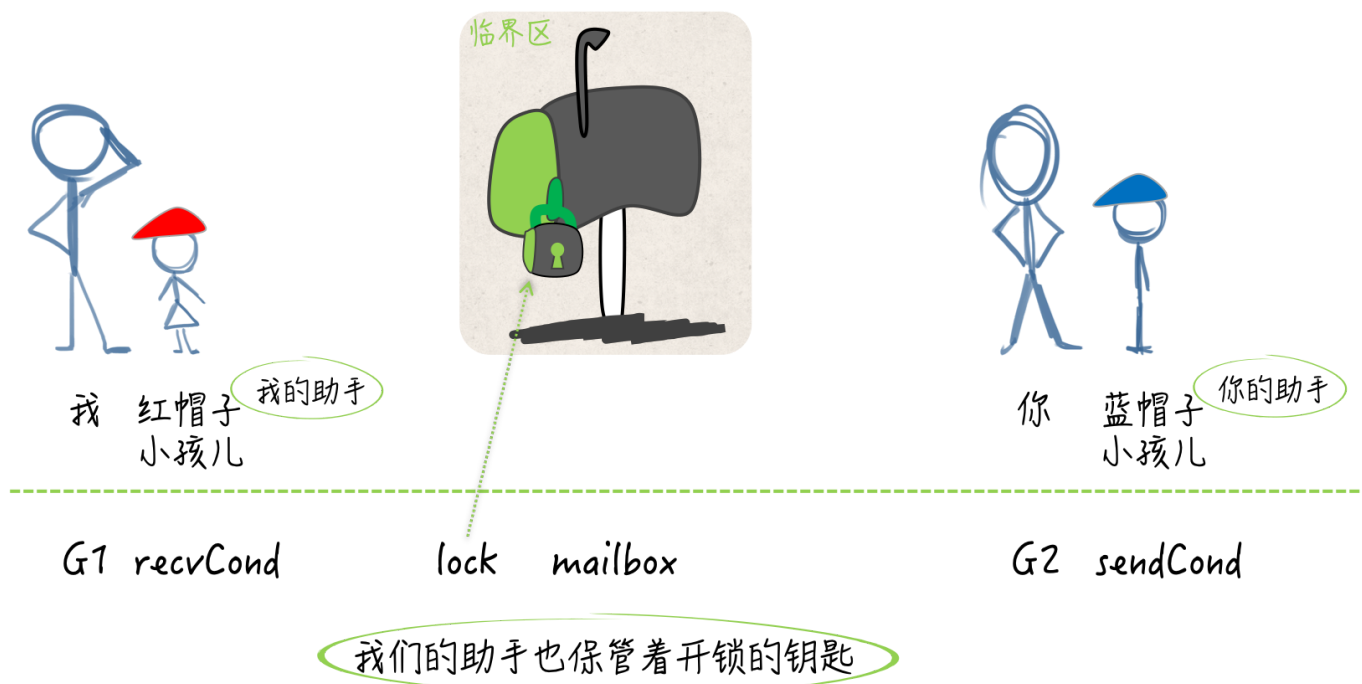 临界区
我的助手
你的助手
我 红帽子 你 蓝帽子
小孩儿 小孩儿
G1 recvCond lock mailbox G2 sendCond
我们的助手也保管着开锁的钥匙